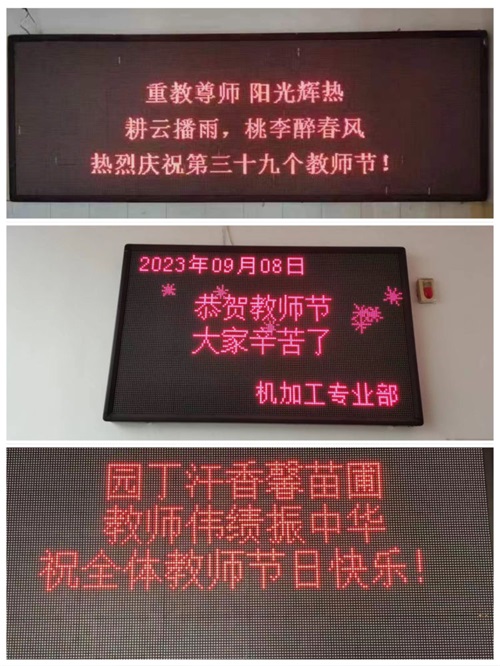 重教尊师 阳光辉热
耕云播雨，桃李醉春风
热烈庆祝第三十九个教师节！
2023年09月08日
恭贺教师节
大家辛苦了
机加工专业部
园丁汗香馨苗圃
教师伟绩振中华
祝全体教师节日快乐！